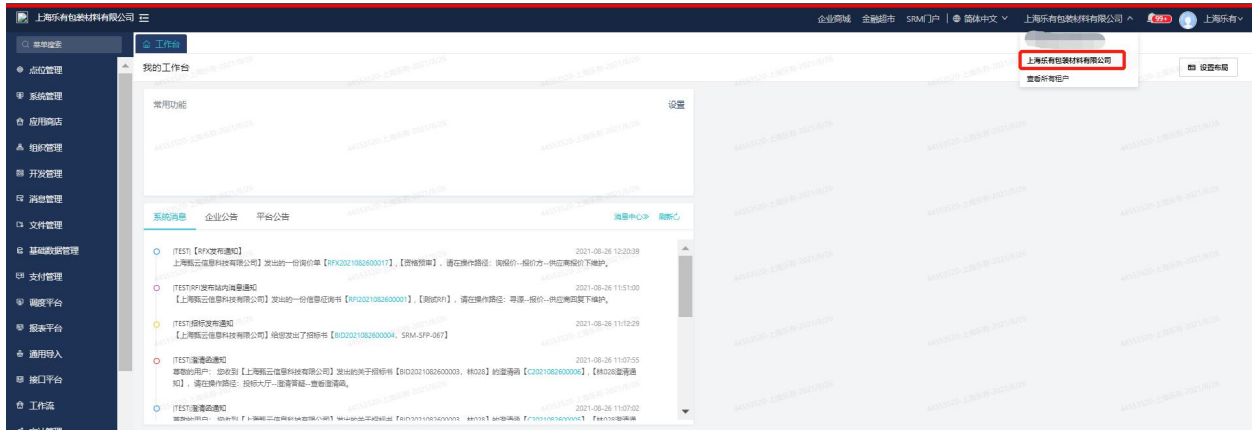 上海乐有包装材料有限公司
企业商城 金融超市 SRM门户 简体中文 上海乐有包装材料有限公司 99+ 上海乐有
菜单搜索
工作台
点位管理
我的工作台
上海乐有包装材料有限公司
查看所有租户
设置布局
系统管理
常用功能 设置
应用商店
组织管理
开发管理
消息管理
系统消息 企业公告 平台公告 消息中心 刷新
文件管理
基础数据管理
支付管理
调度平台
报表平台
通用导入
接口平台
工作流
[TEST]【RFX发布通知】 2021-08-26 12:20:39
上海甄云信息科技有限公司】发出的一份询价单【RFX2021082600017】,【资格预审】, 请在操作路径: 询报价--报价方--供应商报价下维护。
[TEST]RFI发布站内消息通知 2021-08-26 11:51:00
【上海甄云信息科技有限公司】发出的一份信息征询书【RFI2021082600001】,【测试RFI】, 请在操作路径: 寻源--报价--供应商回复下维护。
[TEST]招标发布通知 2021-08-26 11:12:29
【上海甄云信息科技有限公司】给您发出了招标书【BID2021082600004、SRM-SFP-067】
[TEST]澄清函通知 2021-08-26 11:07:55
尊敬的用户: 您收到【上海甄云信息科技有限公司】发出的关于招标书【BID2021082600003、林028】的澄清函【C2021082600006】,【林028澄清通
知】, 请在操作路径: 投标大厅--澄清答疑--查看澄清函。
[TEST]澄清函通知 2021-08-26 11:07:02